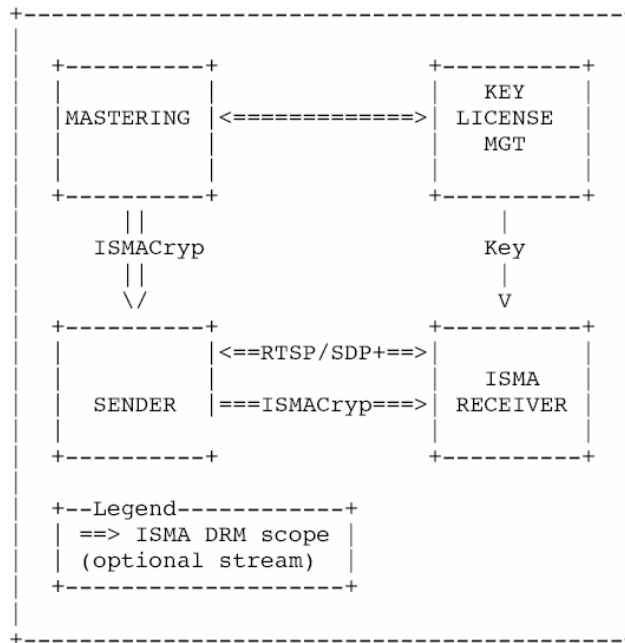 KEY
MASTERING <=============> LICENSE
MGT
ISMACryp Key
\/ V
<==RTSP/SDP+==>
ISMA
SENDER ===ISMACryp===> RECEIVER
Legend
==> ISMA DRM scope
(optional stream)